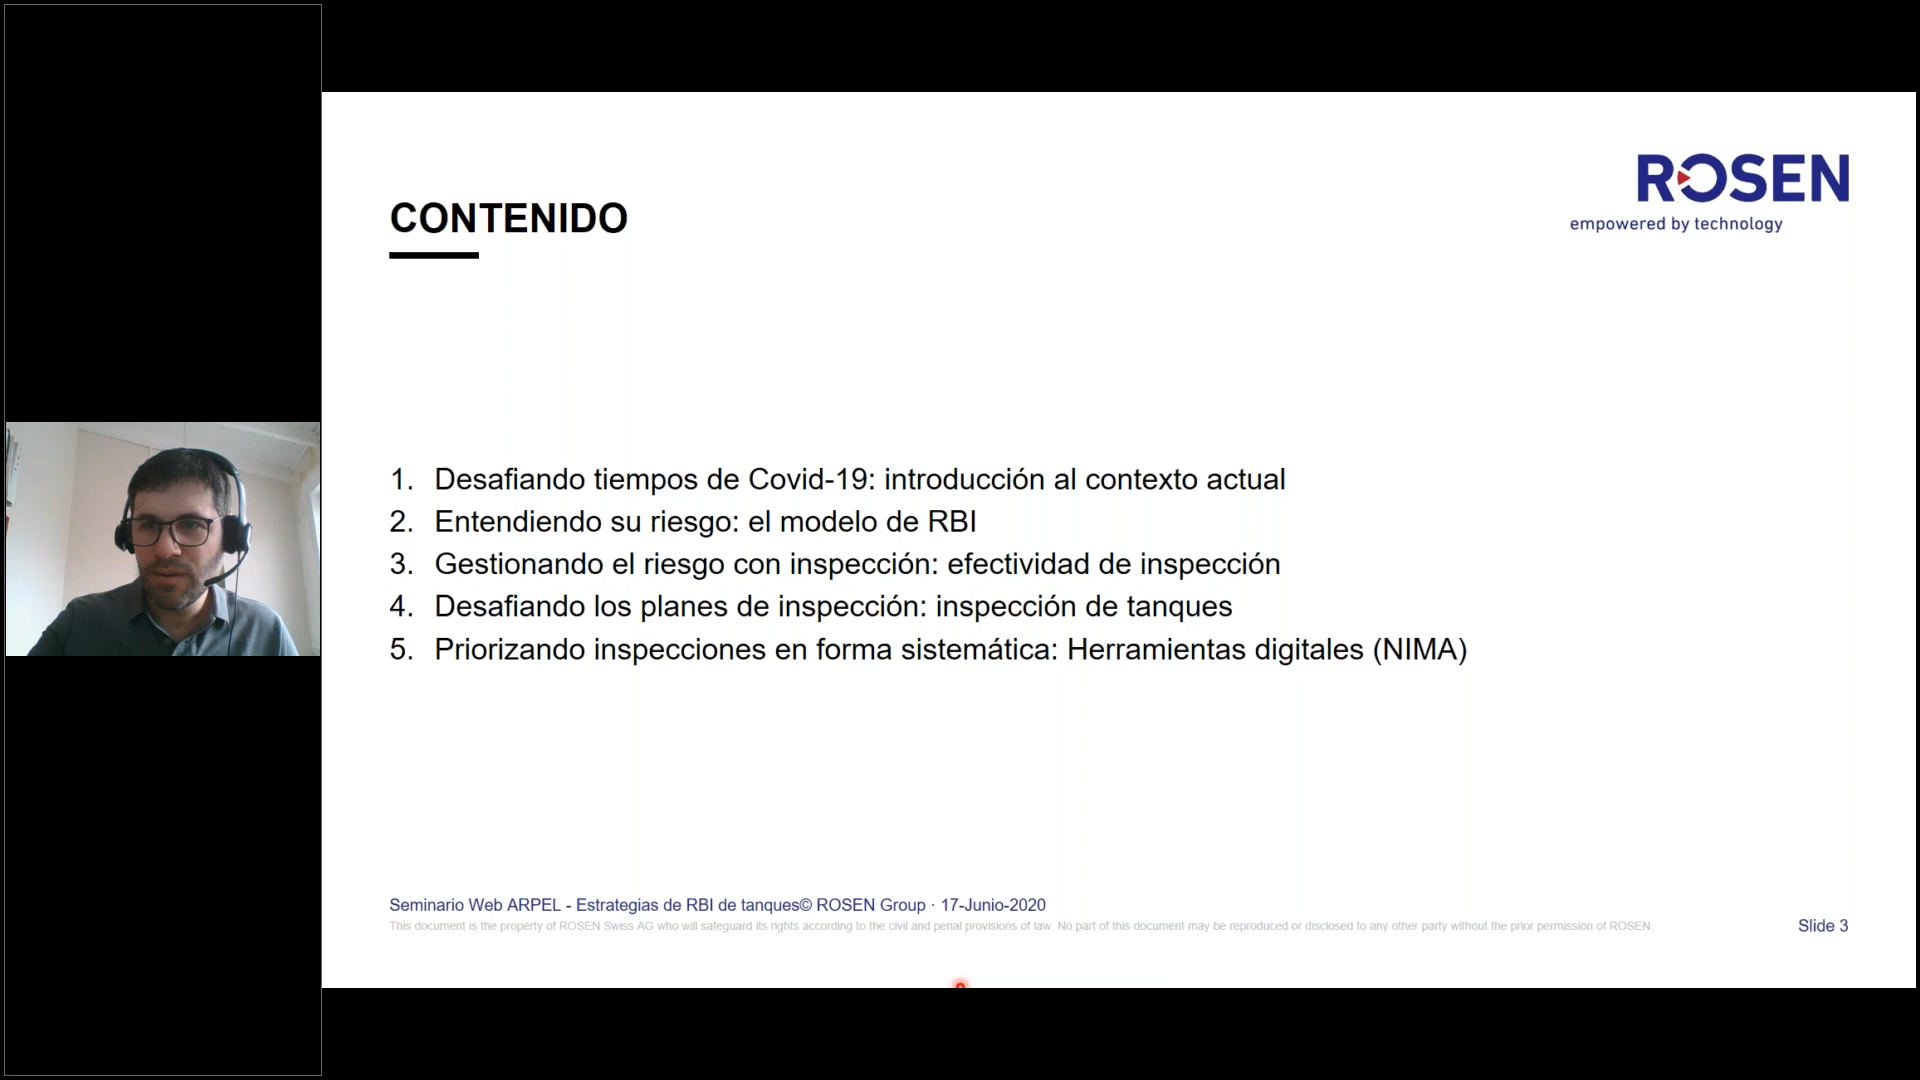 ROSEN
empowered by technology
CONTENIDO
1. Desafiando tiempos de Covid-19: introducción al contexto actual
2. Entendiendo su riesgo: el modelo de RBI
3. Gestionando el riesgo con inspección: efectividad de inspección
4. Desafiando los planes de inspección: inspección de tanques
5. Priorizando inspecciones en forma sistemática: Herramientas digitales (NIMA)
Seminario Web ARPEL - Estrategias de RBI de tanques© ROSEN Group · 17-Junio-2020
This document is the property of ROSEN Swiss AG who will safeguard its rights according to the civil and penal provisions of law. No part of this document may be reproduced or disclosed to any other party without the prior permission of ROSEN.
Slide 3